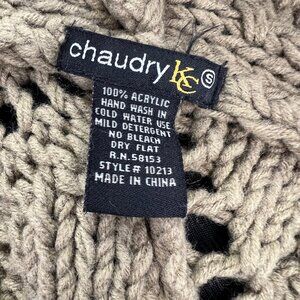 chaudry KC S
100% ACRYLIC
HAND WASH IN
COLD WATER USE
MILD DETERGENT
NO BLEACH
DRY FLAT
R.N. 58153
STYLE# 10213
MADE IN CHINA